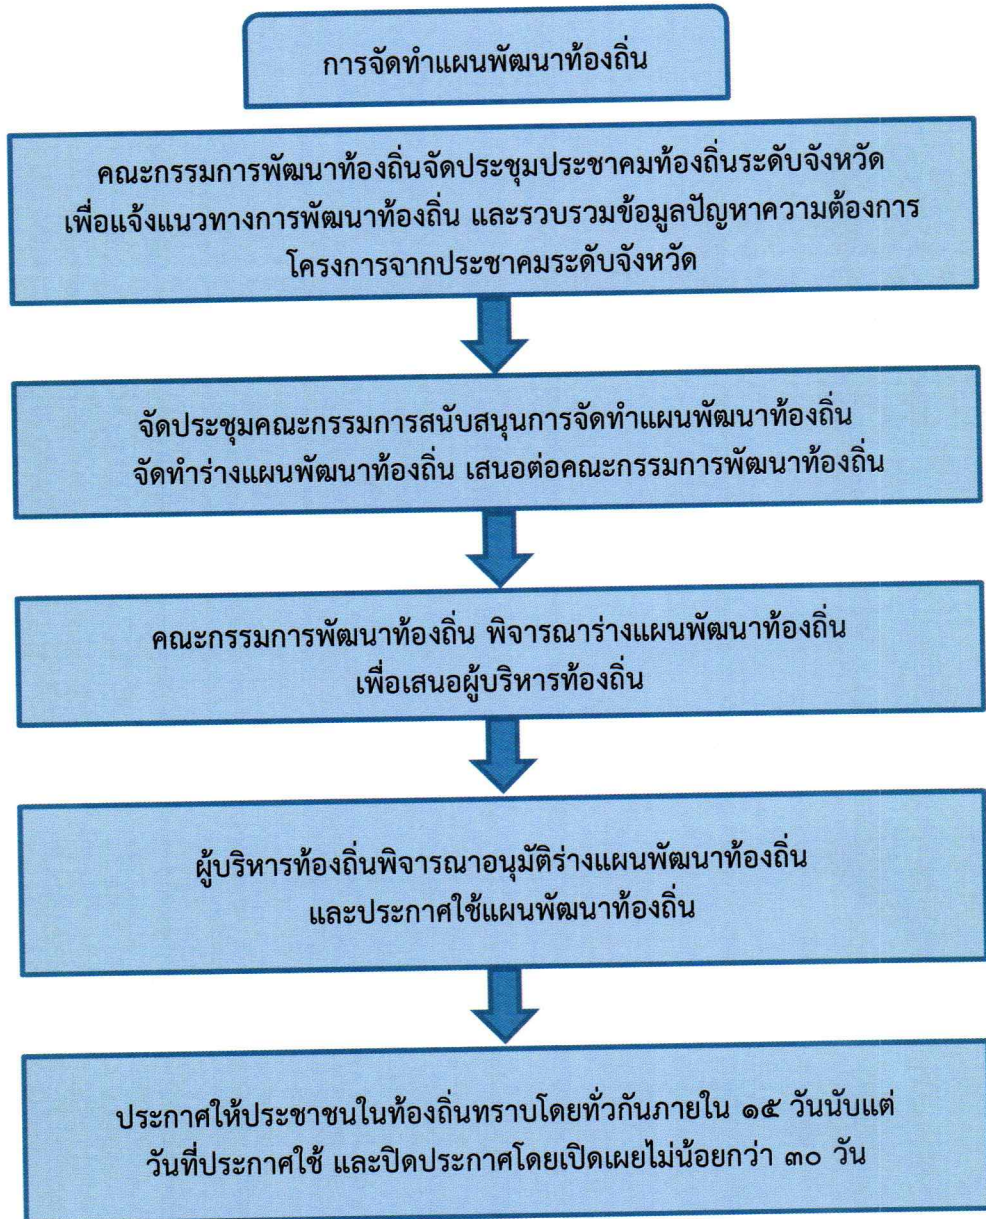 การจัดทำแผนพัฒนาท้องถิ่น
คณะกรรมการพัฒนาท้องถิ่นจัดประชุมประชาคมท้องถิ่นระดับจังหวัด
เพื่อแจ้งแนวทางการพัฒนาท้องถิ่น และรวบรวมข้อมูลปัญหาความต้องการ
โครงการจากประชาคมระดับจังหวัด
จัดประชุมคณะกรรมการสนับสนุนการจัดทำแผนพัฒนาท้องถิ่น
จัดทำร่างแผนพัฒนาท้องถิ่น เสนอต่อคณะกรรมการพัฒนาท้องถิ่น
คณะกรรมการพัฒนาท้องถิ่น พิจารณาร่างแผนพัฒนาท้องถิ่น
เพื่อเสนอผู้บริหารท้องถิ่น
ผู้บริหารท้องถิ่นพิจารณาอนุมัติร่างแผนพัฒนาท้องถิ่น
และประกาศใช้แผนพัฒนาท้องถิ่น
ประกาศให้ประชาชนในท้องถิ่นทราบโดยทั่วกันภายใน ๑๕ วันนับแต่
วันที่ประกาศใช้ และปิดประกาศโดยเปิดเผยไม่น้อยกว่า ๓๐ วัน